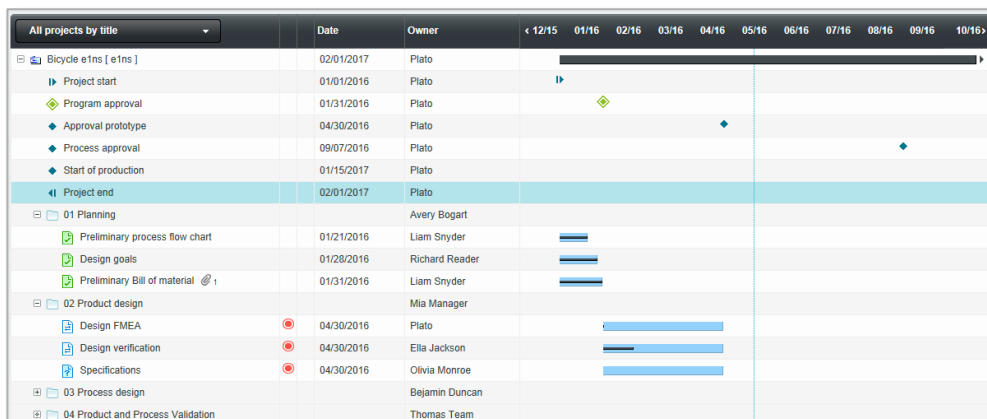 All projects by title Date Owner ‹ 12/15 01/16 02/16 03/16 04/16 05/16 06/16 07/16 08/16 09/16 10/16›
Bicycle e1ns [ e1ns ] 02/01/2017 Plato
Project start 01/01/2016 Plato
Program approval 01/31/2016 Plato
Approval prototype 04/30/2016 Plato
Process approval 09/07/2016 Plato
Start of production 01/15/2017 Plato
Project end 02/01/2017 Plato
01 Planning Avery Bogart
Preliminary process flow chart 01/21/2016 Liam Snyder
Design goals 01/28/2016 Richard Reader
Preliminary Bill of material 1 01/31/2016 Liam Snyder
02 Product design Mia Manager
Design FMEA 04/30/2016 Plato
Design verification 04/30/2016 Ella Jackson
Specifications 04/30/2016 Olivia Monroe
03 Process design Bejamin Duncan
04 Product and Process Validation Thomas Team